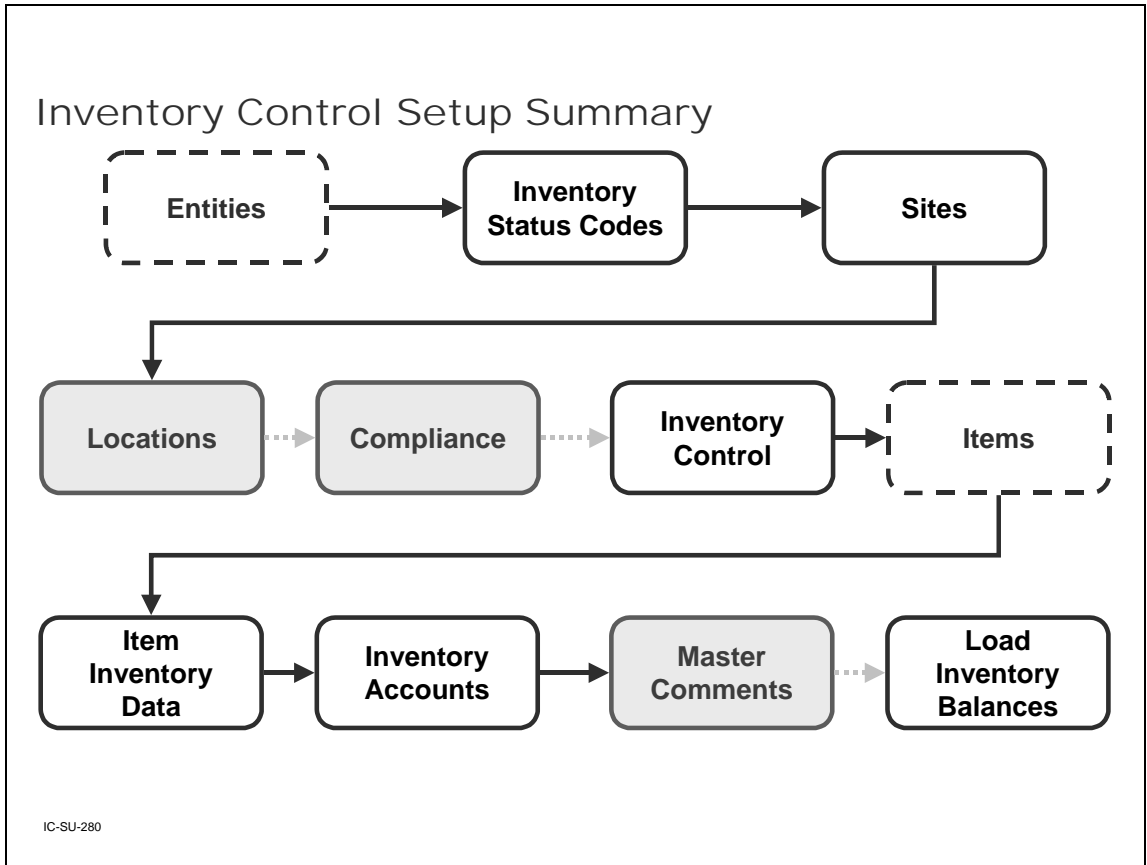 Inventory Control Setup Summary
Entities
Inventory
Status Codes
Sites
Locations
Compliance
Inventory
Control
Items
Item
Inventory
Data
Inventory
Accounts
Master
Comments
Load
Inventory
Balances
IC-SU-280